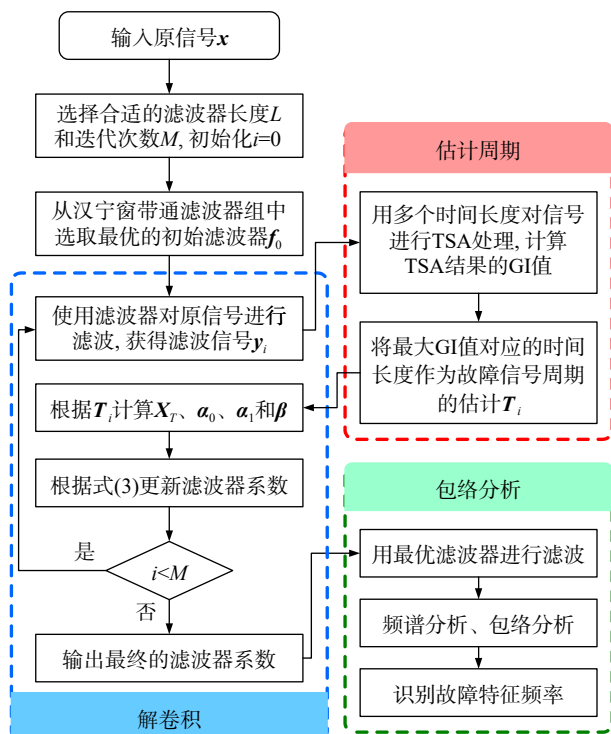 输入原信号x
选择合适的滤波器长度L
和迭代次数M, 初始化i=0
从汉宁窗带通滤波器组中
选取最优的初始滤波器f₀
使用滤波器对原信号进行
滤波, 获得滤波信号yᵢ
估计周期
用多个时间长度对信号
进行TSA处理, 计算
TSA结果的GI值
将最大GI值对应的时间
长度作为故障信号周期
的估计Tᵢ
根据Tᵢ计算X_T、α₀、α₁和β
根据式(3)更新滤波器系数
是
i<M
否
输出最终的滤波器系数
解卷积
包络分析
用最优滤波器进行滤波
频谱分析、包络分析
识别故障特征频率